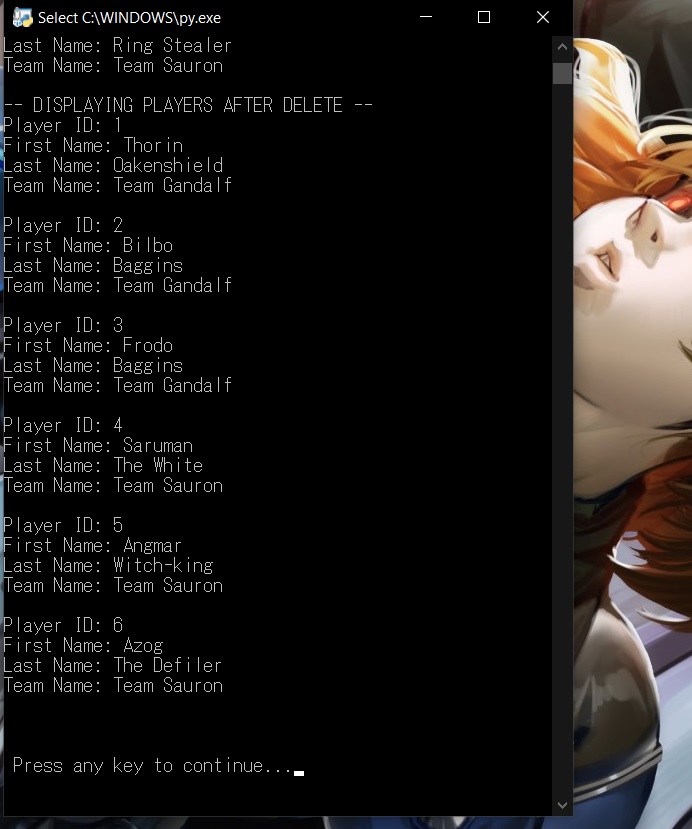 Select C:\WINDOWS\py.exe
Last Name: Ring Stealer
Team Name: Team Sauron
-- DISPLAYING PLAYERS AFTER DELETE --
Player ID: 1
First Name: Thorin
Last Name: Oakenshield
Team Name: Team Gandalf
Player ID: 2
First Name: Bilbo
Last Name: Baggins
Team Name: Team Gandalf
Player ID: 3
First Name: Frodo
Last Name: Baggins
Team Name: Team Gandalf
Player ID: 4
First Name: Saruman
Last Name: The White
Team Name: Team Sauron
Player ID: 5
First Name: Angmar
Last Name: Witch-king
Team Name: Team Sauron
Player ID: 6
First Name: Azog
Last Name: The Defiler
Team Name: Team Sauron
Press any key to continue...